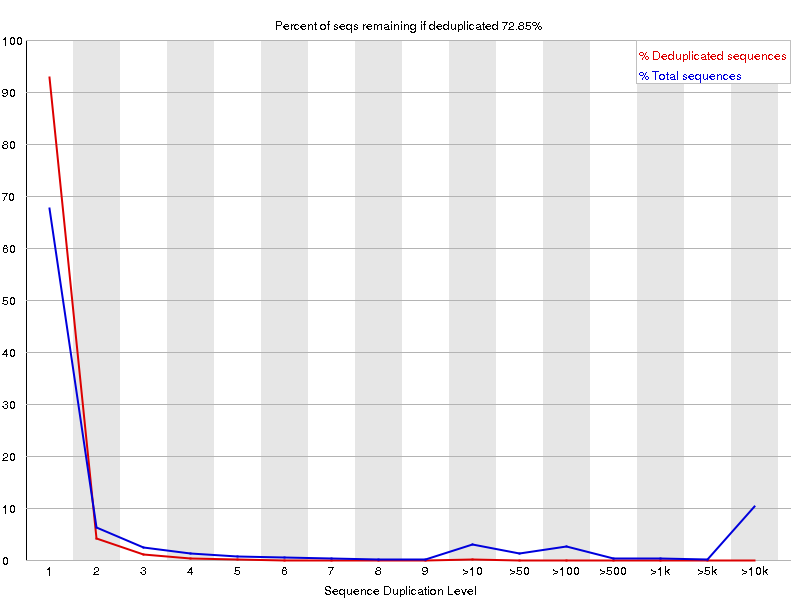 Percent of seqs remaining if deduplicated 72.85%
% Deduplicated sequences
% Total sequences
100
90
80
70
60
50
40
30
20
10
0
1 2 3 4 5 6 7 8 9 >10 >50 >100 >500 >1k >5k >10k
Sequence Duplication Level